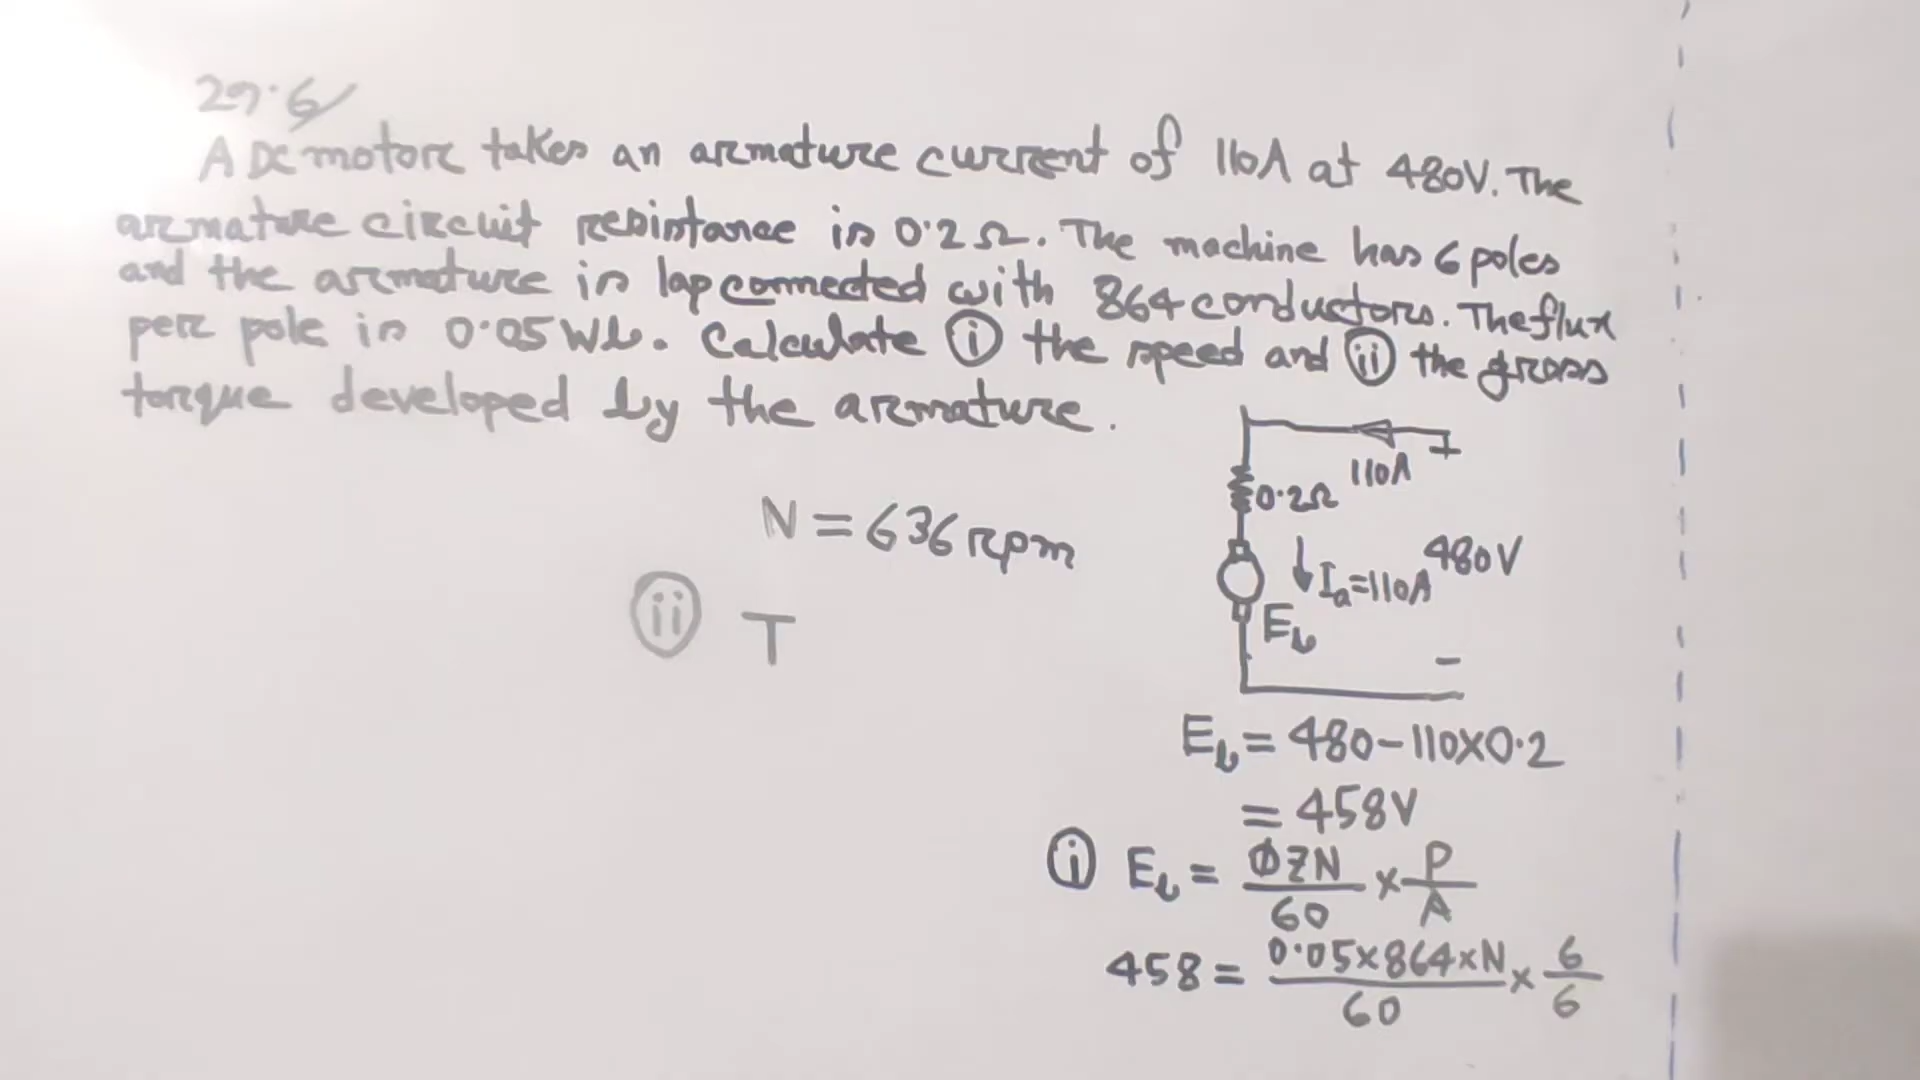 29.6
A DC motor takes an armature current of 110A at 480V. The
armature circuit resistance is 0.2Ω. The machine has 6 poles
and the armature is lap connected with 864 conductors. The flux
per pole is 0.05 Wb. Calculate (i) the speed and (ii) the gross
torque developed by the armature.
+
110A
0.2Ω
480V
Ia=110A
Eb
-
N = 636 rpm
(ii) T
Eb = 480-110×0.2
= 458V
(i) Eb = ΦZN/60 × P/A
458 = 0.05×864×N/60 × 6/6